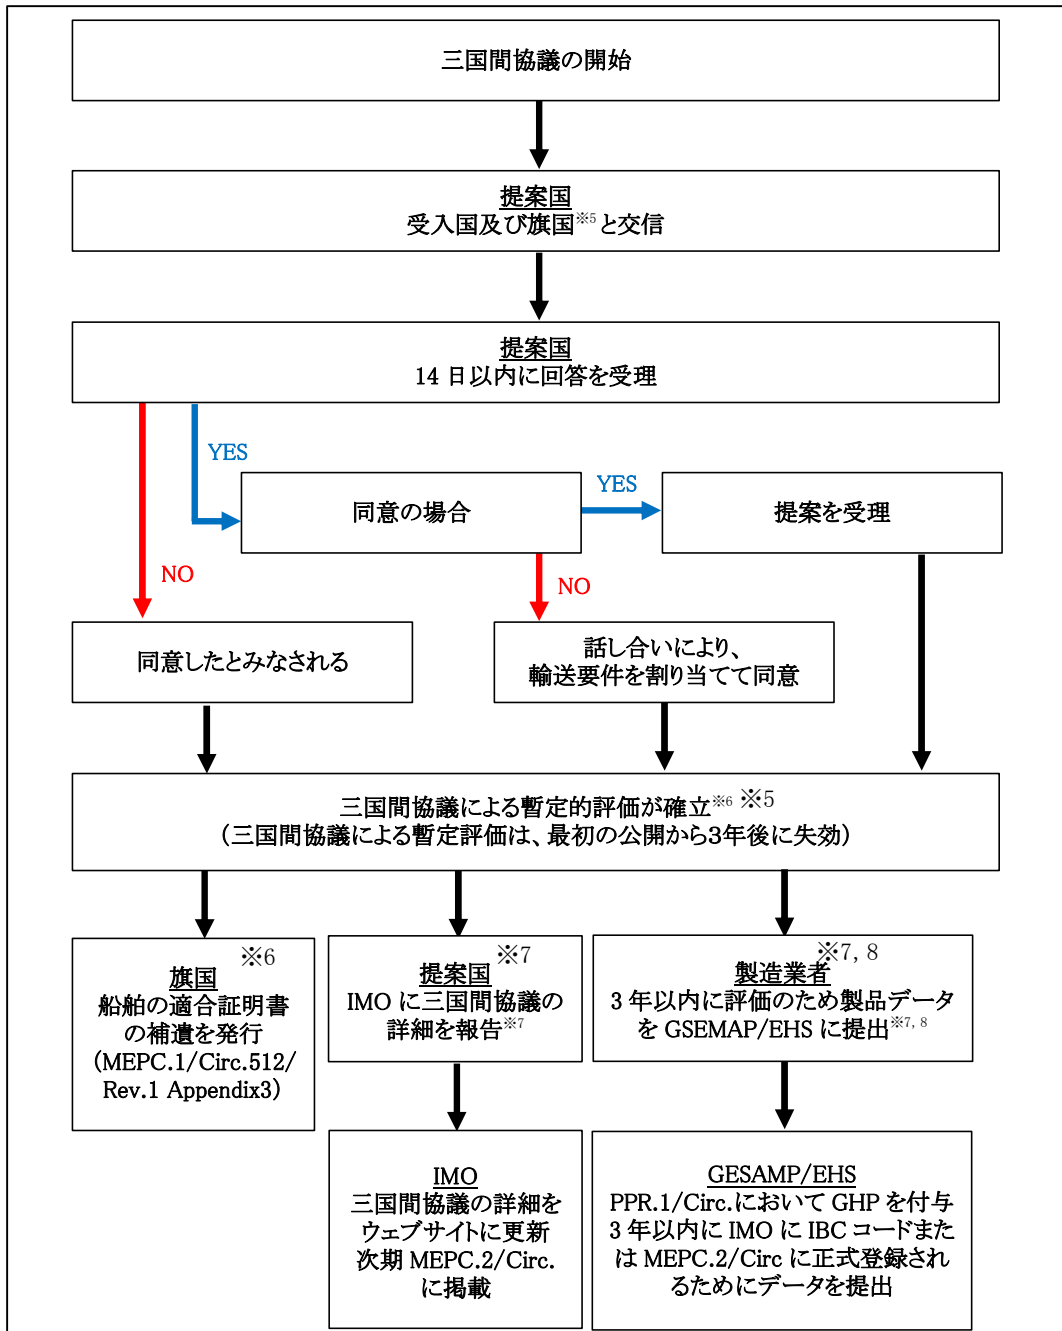 三国間協議の開始
提案国
受入国及び旗国※5 と交信
提案国
14 日以内に回答を受理
YES
同意の場合
YES
提案を受理
NO
NO
同意したとみなされる
話し合いにより、
輸送要件を割り当てて同意
三国間協議による暫定的評価が確立※6 ※5
（三国間協議による暫定評価は、最初の公開から3年後に失効）
※6
旗国
船舶の適合証明書
の補遺を発行
（MEPC.1/Circ.512/
Rev.1 Appendix3）
※7
提案国
IMO に三国間協議の
詳細を報告※7
※7, 8
製造業者
3 年以内に評価のため製品データ
を GSEMAP/EHS に提出※7, 8
IMO
三国間協議の詳細を
ウェブサイトに更新
次期 MEPC.2/Circ.
に掲載
GESAMP/EHS
PPR.1/Circ.において GHP を付与
3 年以内に IMO に IBC コードまた
は MEPC.2/Circ に正式登録され
るためにデータを提出